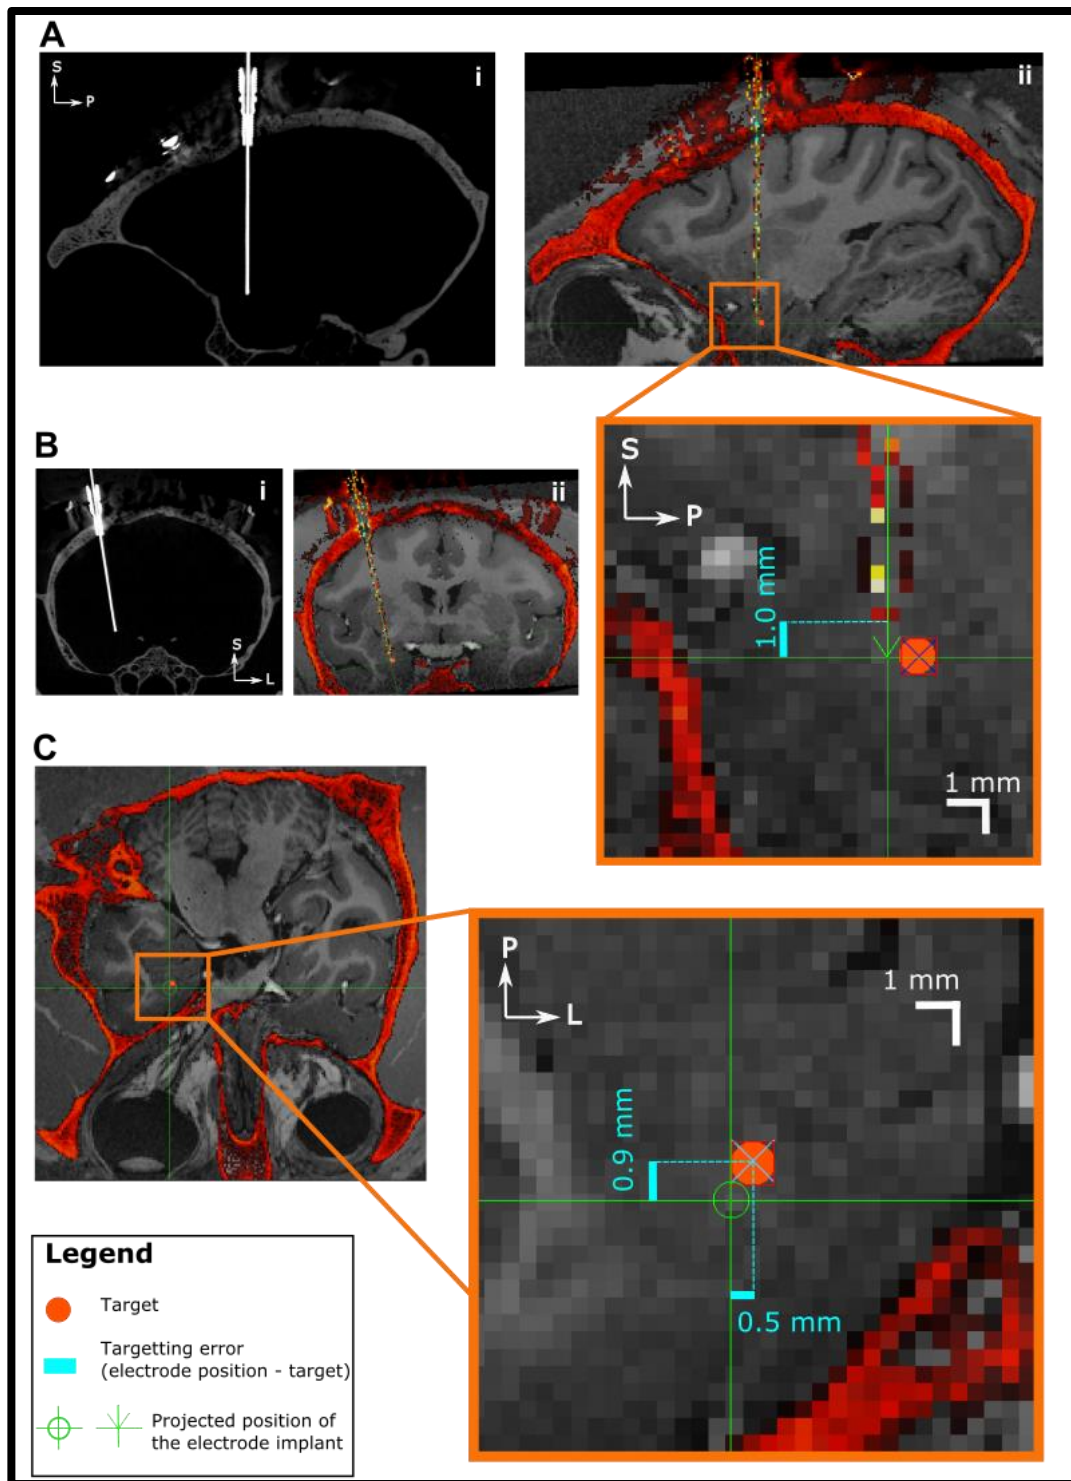 A
S
P
i
ii
B
i
S
L
ii
S
P
1.0 mm
1 mm
C
P
L
1 mm
0.9 mm
0.5 mm
Legend
Target
Targetting error
(electrode position - target)
Projected position of
the electrode implant